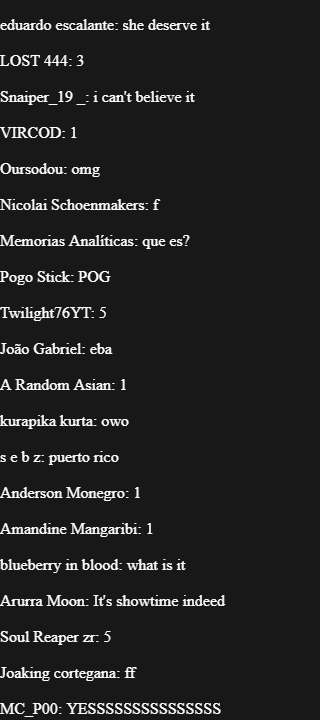 eduardo escalante: she deserve it
LOST 444: 3
Snaiper_19 _: i can't believe it
VIRCOD: 1
Oursodou: omg
Nicolai Schoenmakers: f
Memorias Analíticas: que es?
Pogo Stick: POG
Twilight76YT: 5
João Gabriel: eba
A Random Asian: 1
kurapika kurta: owo
s e b z: puerto rico
Anderson Monegro: 1
Amandine Mangaribi: 1
blueberry in blood: what is it
Arurra Moon: It's showtime indeed
Soul Reaper zr: 5
Joaking cortegana: ff
MC_P00: YESSSSSSSSSSSSSSS